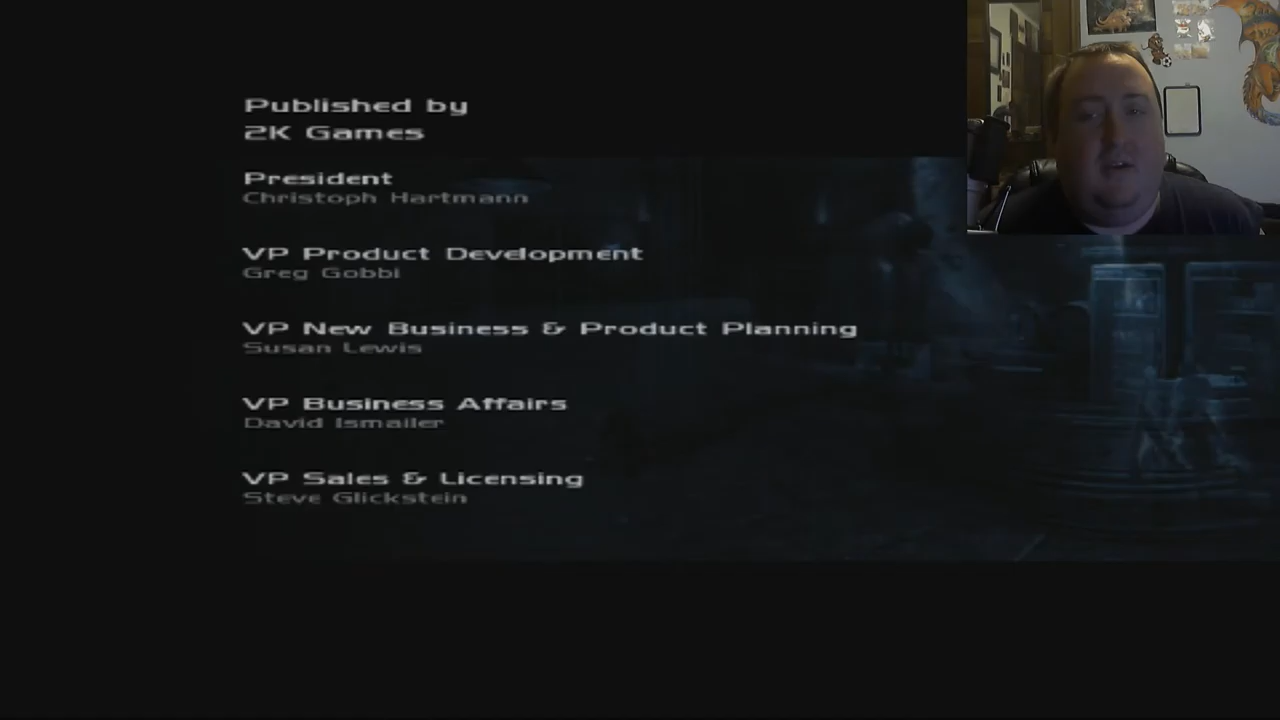 Published by
2K Games
President
Christoph Hartmann
VP Product Development
Greg Gobbi
VP New Business & Product Planning
Susan Lewis
VP Business Affairs
David Ismailer
VP Sales & Licensing
Steve Glickstein